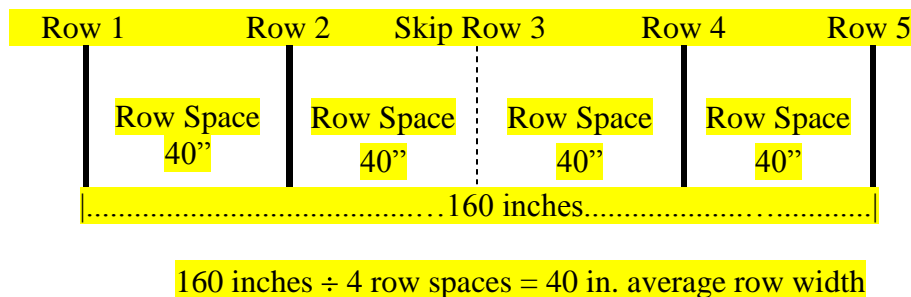 Row 1 Row 2 Skip Row 3 Row 4 Row 5
Row Space Row Space Row Space Row Space
40” 40” 40” 40”
|........................................…160 inches.......................…............|
160 inches ÷ 4 row spaces = 40 in. average row width